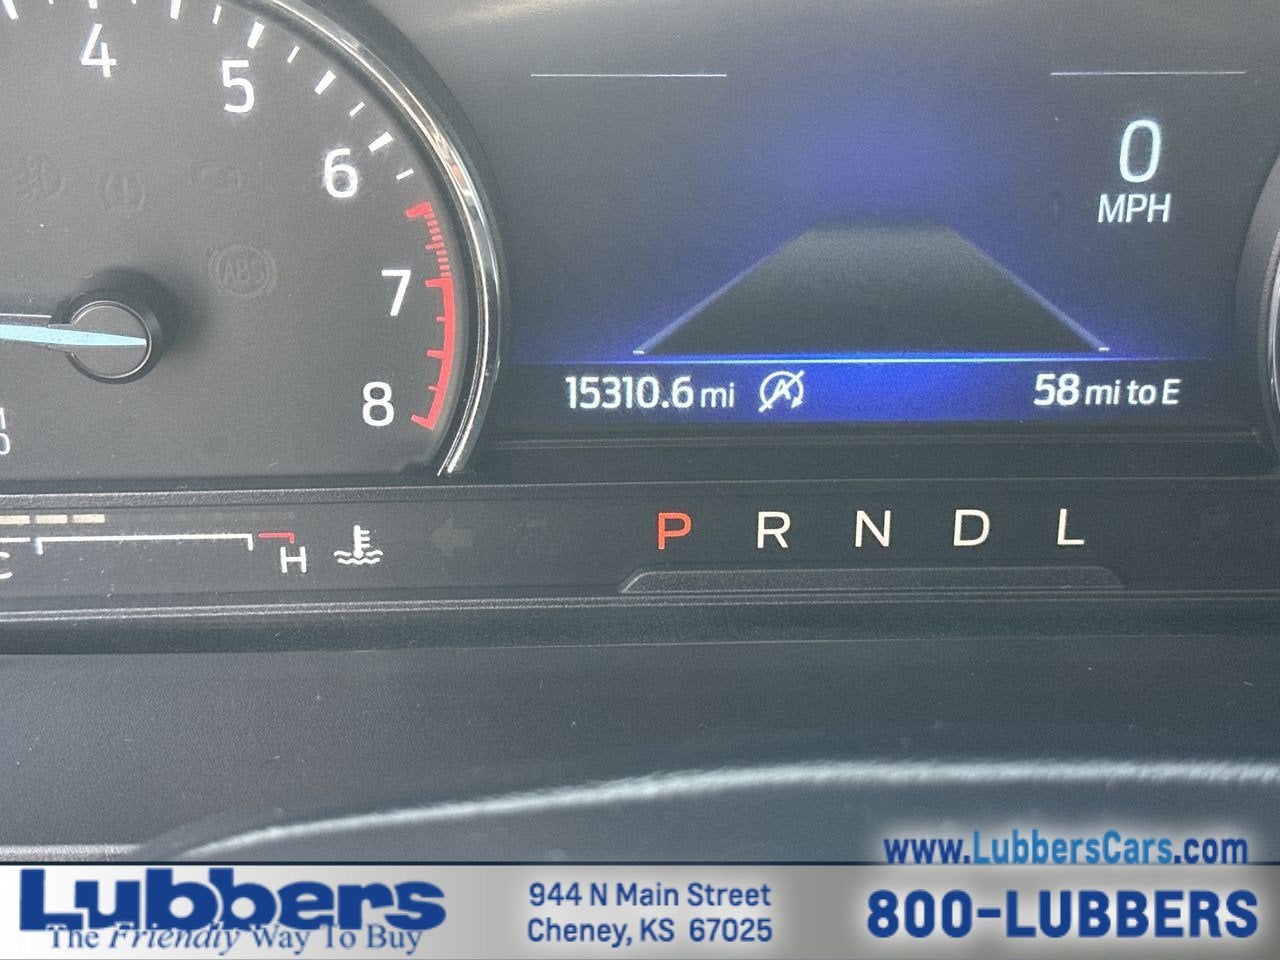 4
5
6
7
8
ABS
0
MPH
15310.6 mi
A
58 mi to E
C
H
P R N D L
www.LubbersCars.com
Lubbers
The Friendly Way To Buy
944 N Main Street
Cheney, KS 67025
800-LUBBERS